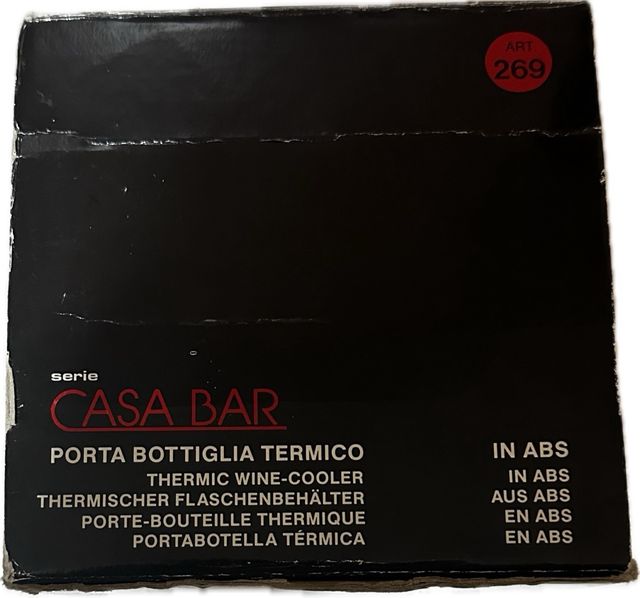 ART
269
serie
CASA BAR
PORTA BOTTIGLIA TERMICO IN ABS
THERMIC WINE-COOLER IN ABS
THERMISCHER FLASCHENBEHÄLTER AUS ABS
PORTE-BOUTEILLE THERMIQUE EN ABS
PORTABOTELLA TÉRMICA EN ABS